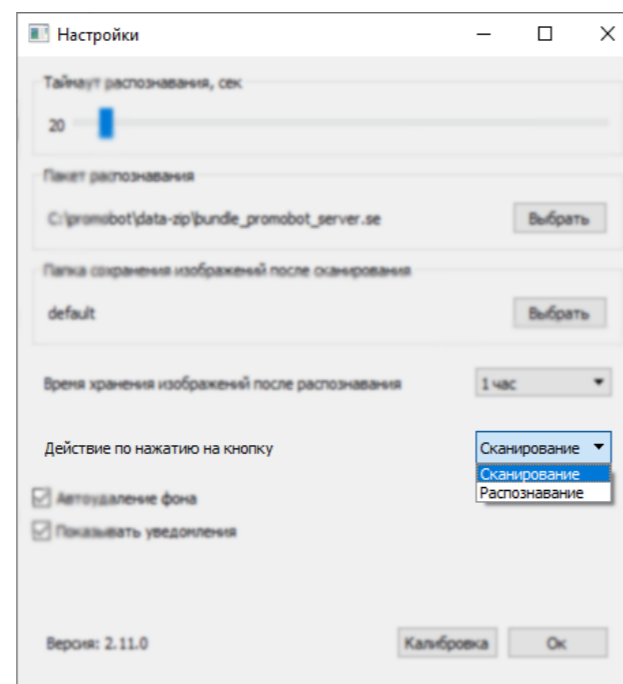 Настройки
Таймаут распознавания, сек
20
Пакет распознавания
C:\promobot\data-zip\bundle_promobot_server.se
Выбрать
Папка сохранения изображений после сканирования
default
Выбрать
Время хранения изображений после распознавания
1 час
Действие по нажатию на кнопку
Сканирование
Сканирование
Распознавание
Автоудаление фона
Показывать уведомления
Версия: 2.11.0
Калибровка
Ок